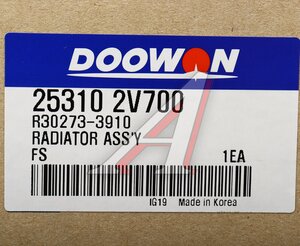 DOOWON
25310 2V700
R30273-3910
RADIATOR ASS'Y
FS 1EA
IG19 Made in Korea